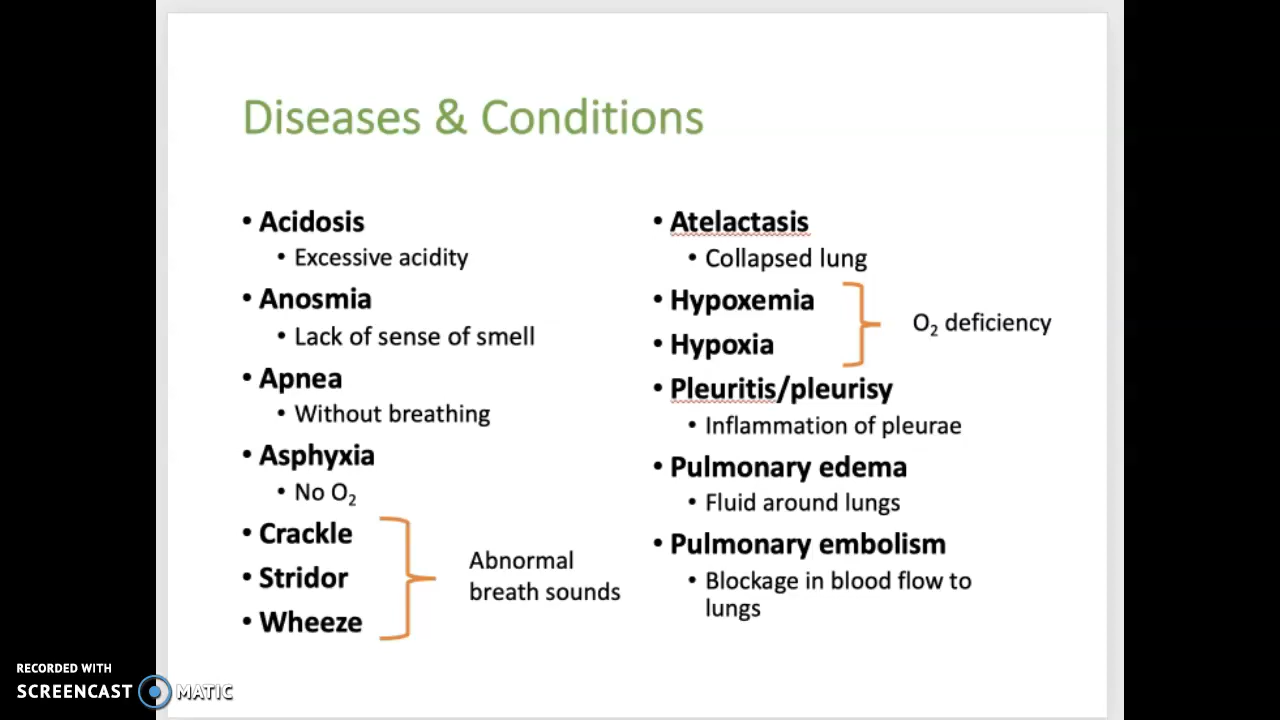 Diseases & Conditions
• Acidosis
• Excessive acidity
• Anosmia
• Lack of sense of smell
• Apnea
• Without breathing
• Asphyxia
• No O₂
• Crackle
• Stridor
• Wheeze
Abnormal
breath sounds
• Atelactasis
• Collapsed lung
• Hypoxemia
• Hypoxia
O₂ deficiency
• Pleuritis/pleurisy
• Inflammation of pleurae
• Pulmonary edema
• Fluid around lungs
• Pulmonary embolism
• Blockage in blood flow to
lungs
RECORDED WITH
SCREENCAST MATIC